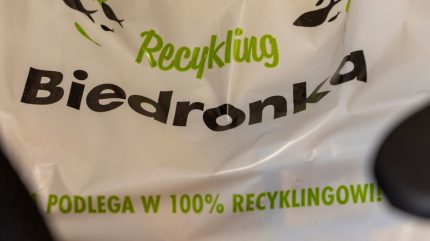 Recykling
Biedronka
PODLEGA W 100% RECYKLINGOWI!